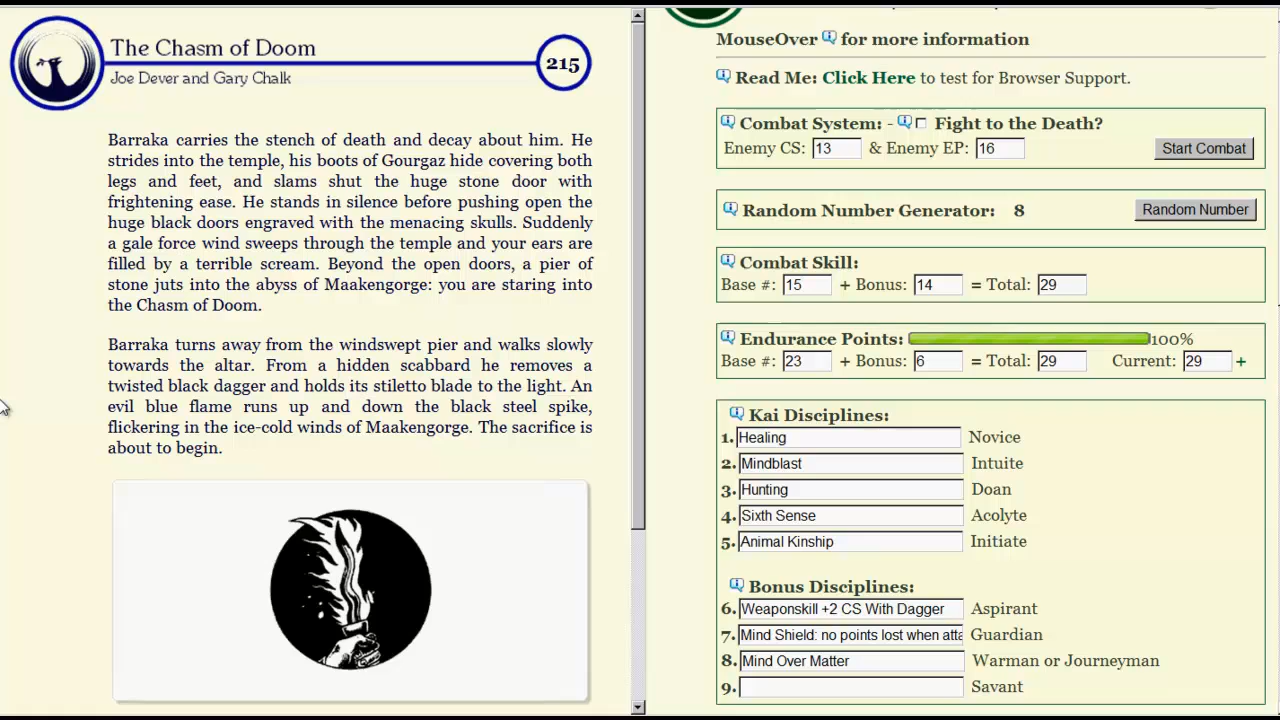 The Chasm of Doom
Joe Dever and Gary Chalk
215
Barraka carries the stench of death and decay about him. He
strides into the temple, his boots of Gourgaz hide covering both
legs and feet, and slams shut the huge stone door with
frightening ease. He stands in silence before pushing open the
huge black doors engraved with the menacing skulls. Suddenly
a gale force wind sweeps through the temple and your ears are
filled by a terrible scream. Beyond the open doors, a pier of
stone juts into the abyss of Maakengorge: you are staring into
the Chasm of Doom.
Barraka turns away from the windswept pier and walks slowly
towards the altar. From a hidden scabbard he removes a
twisted black dagger and holds its stiletto blade to the light. An
evil blue flame runs up and down the black steel spike,
flickering in the ice-cold winds of Maakengorge. The sacrifice is
about to begin.
MouseOver for more information
Read Me: Click Here to test for Browser Support.
Combat System: - Fight to the Death?
Enemy CS: 13 & Enemy EP: 16 Start Combat
Random Number Generator: 8 Random Number
Combat Skill:
Base #: 15 + Bonus: 14 = Total: 29
Endurance Points: 100%
Base #: 23 + Bonus: 6 = Total: 29 Current: 29 +
Kai Disciplines:
1. Healing Novice
2. Mindblast Intuite
3. Hunting Doan
4. Sixth Sense Acolyte
5. Animal Kinship Initiate
Bonus Disciplines:
6. Weaponskill +2 CS With Dagger Aspirant
7. Mind Shield: no points lost when atta Guardian
8. Mind Over Matter Warman or Journeyman
9. Savant